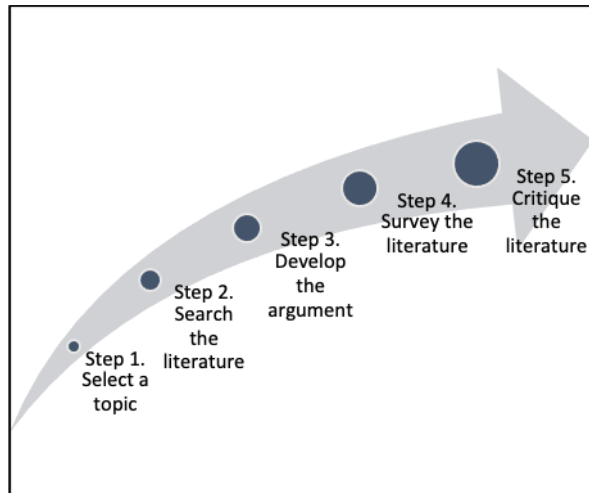 Step 1.
Select a
topic
Step 2.
Search
the
literature
Step 3.
Develop
the
argument
Step 4.
Survey the
literature
Step 5.
Critique
the
literature